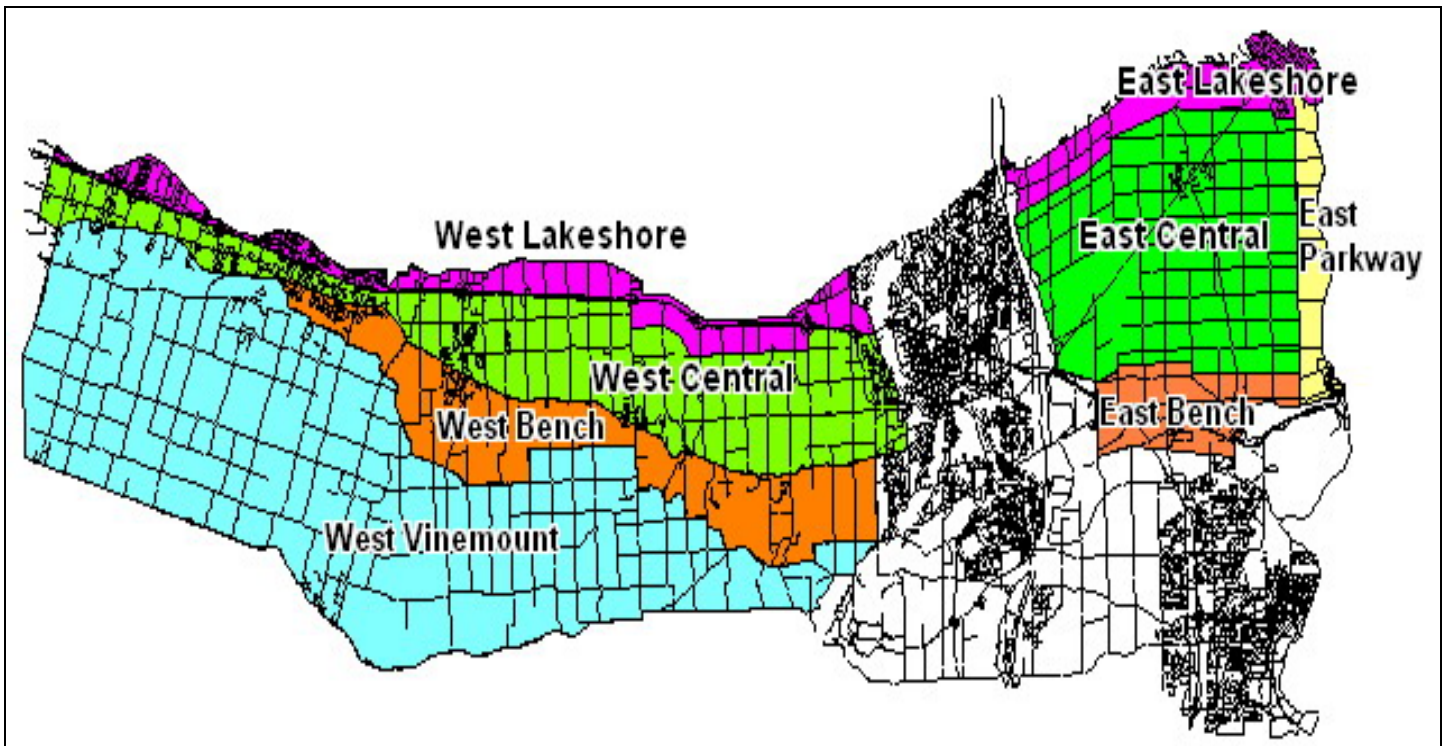 East Lakeshore
West Lakeshore
East Central
East
Parkway
West Central
West Bench
East Bench
West Vinemount